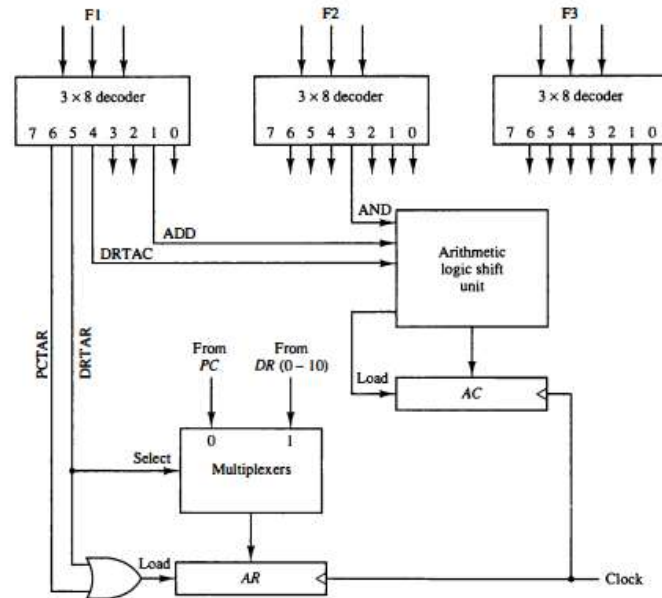 F1 F2 F3
3 × 8 decoder 3 × 8 decoder 3 × 8 decoder
7 6 5 4 3 2 1 0 7 6 5 4 3 2 1 0 7 6 5 4 3 2 1 0
AND
ADD
DRTAC
Arithmetic
logic shift
unit
PCTAR
DRTAR
From
PC
From
DR (0 – 10)
Load
AC
0 1
Select
Multiplexers
Load
AR
Clock